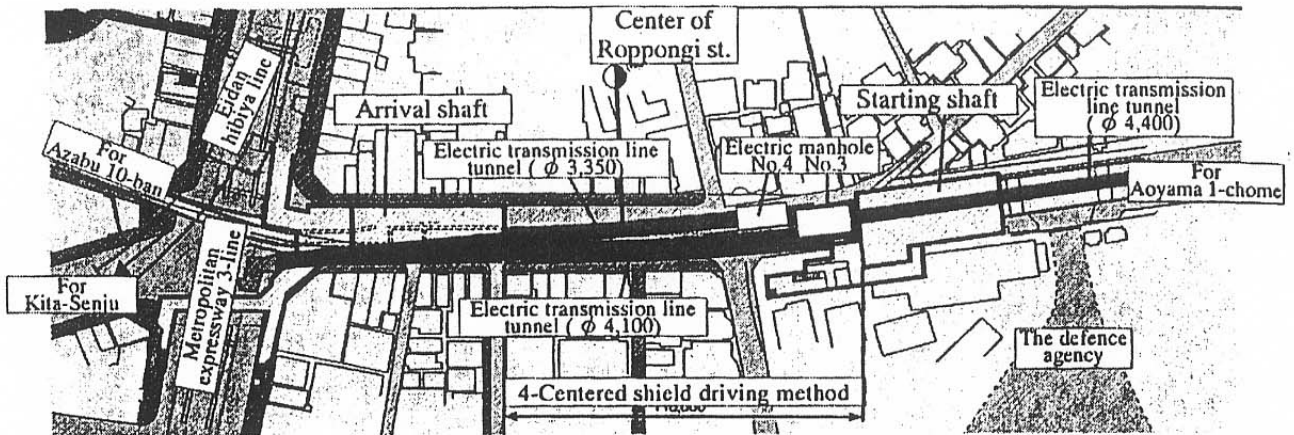 Center of
Roppongi st.
Eidan
hibiya line
Arrival shaft
Starting shaft
Electric transmission
line tunnel
( φ 4,400)
For
Azabu 10-ban
Electric transmission line
tunnel ( φ 3,350)
Electric manhole
No.4 No.3
For
Aoyama 1-chome
For
Kita-Senju
Metropolitan
expressway 3-line
Electric transmission line
tunnel ( φ 4,100)
The defence
agency
4-Centered shield driving method